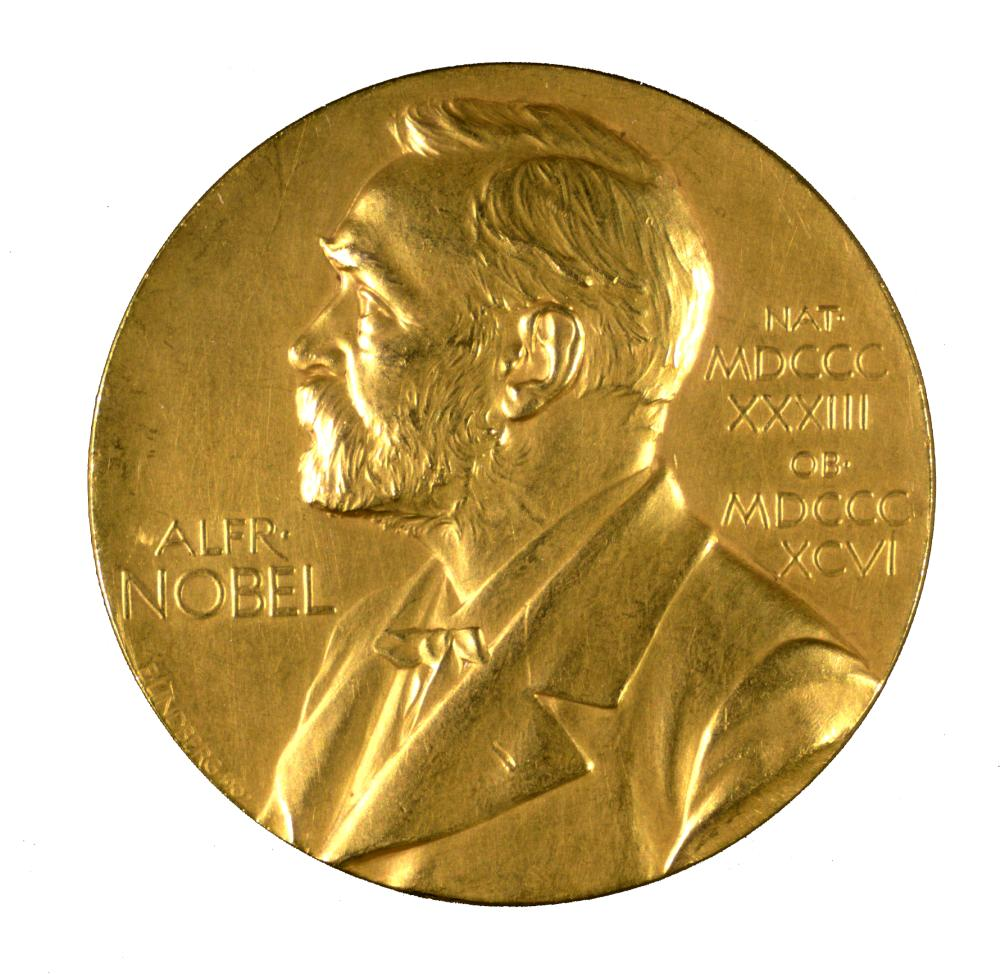 ·ALFR·
NOBEL
NAT·
MDCCC
XXXIII
OB·
MDCCC
XCVI